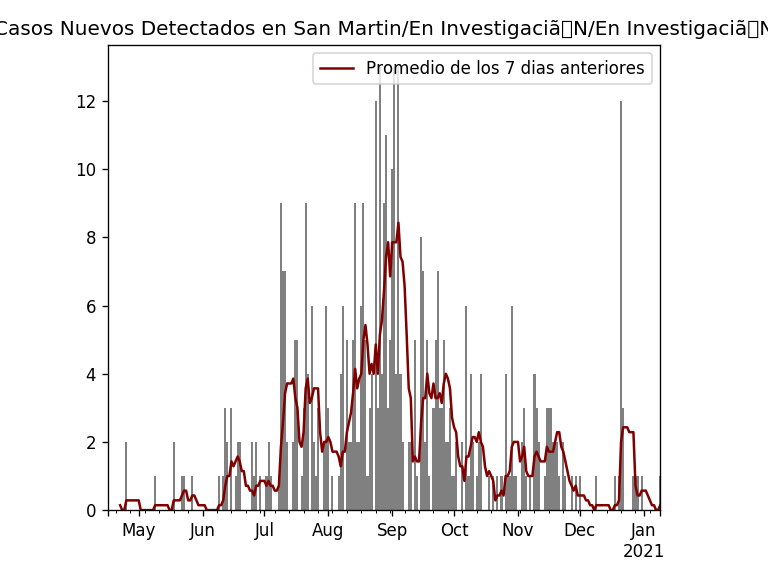 Casos Nuevos Detectados en San Martin/En Investigaciã▯N/En Investigaciã▯N
Promedio de los 7 dias anteriores
12
10
8
6
4
2
0
May Jun Jul Aug Sep Oct Nov Dec Jan
2021